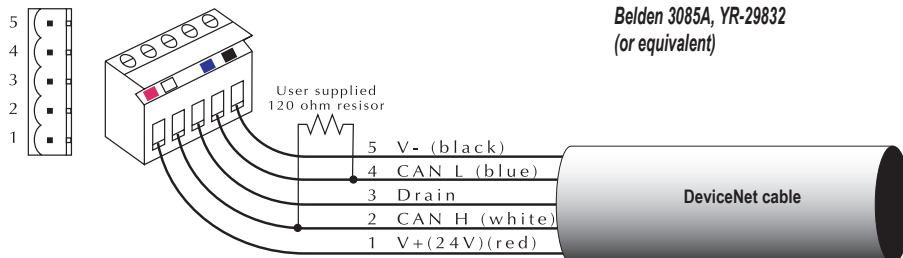 Belden 3085A, YR-29832
(or equivalent)
5
4
3
2
1
User supplied
120 ohm resisor
5 V- (black)
4 CAN L (blue)
3 Drain
2 CAN H (white)
1 V+(24V)(red)
DeviceNet cable